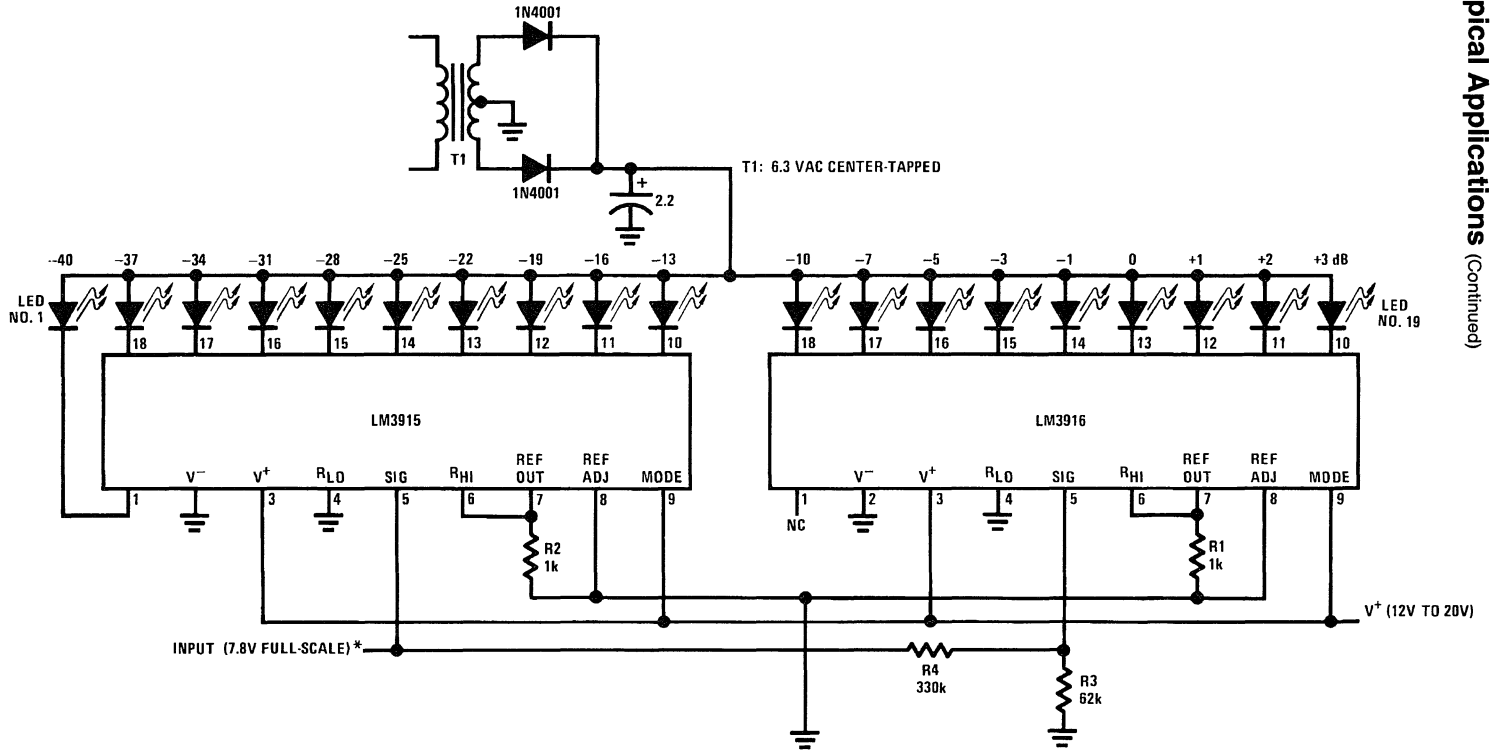 pical Applications (Continued)
1N4001
T1
1N4001
+
2.2
T1: 6.3 VAC CENTER-TAPPED
--40 −37 −34 −31 −28 −25 −22 −19 −16 −13 −10 −7 −5 −3 −1 0 +1 +2 +3 dB
LED
NO. 1
LED
NO. 19
18 17 16 15 14 13 12 11 10 18 17 16 15 14 13 12 11 10
LM3915
LM3916
V− V+ RLO SIG RHI REF OUT REF ADJ MODE
V− V+ RLO SIG RHI REF OUT REF ADJ MODE
1 3 4 5 6 7 8 9
1 2 3 4 5 6 7 8 9
NC
R2
1k
R1
1k
V+ (12V TO 20V)
INPUT (7.8V FULL-SCALE)*
R4
330k
R3
62k